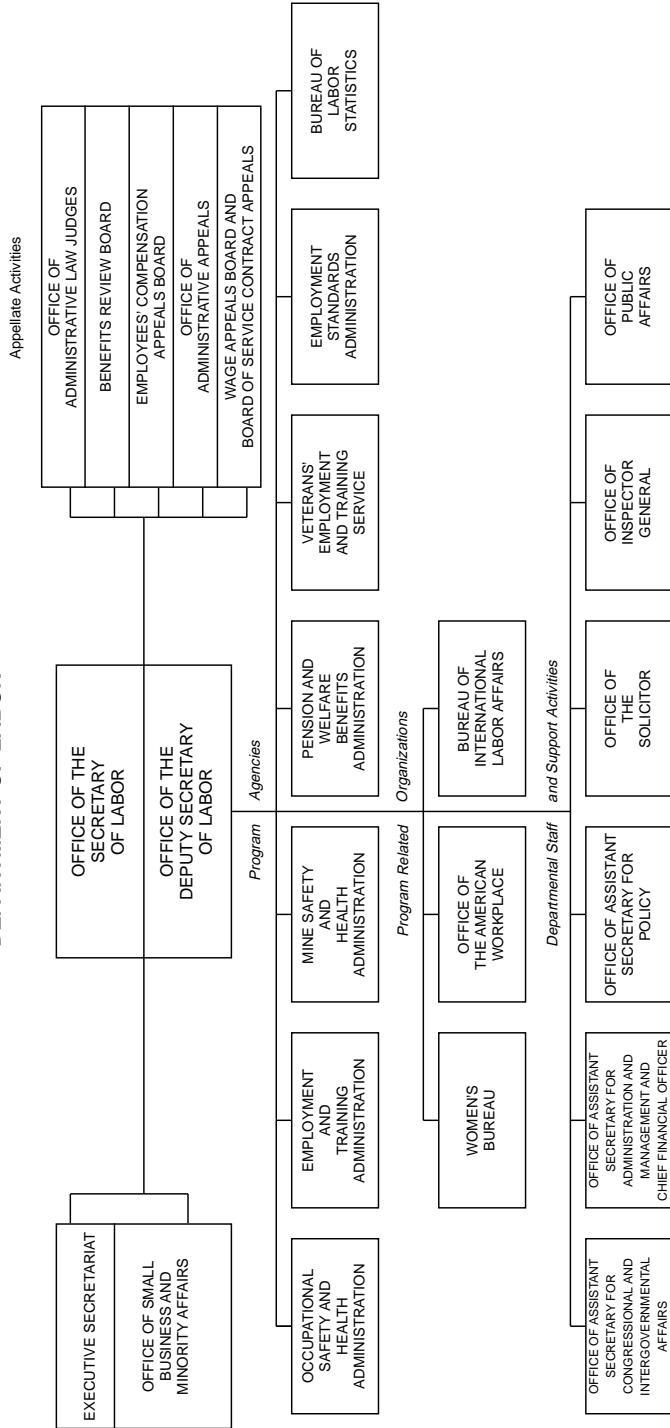 Appellate Activities
OFFICE OF
ADMINISTRATIVE LAW JUDGES
BENEFITS REVIEW BOARD
EMPLOYEES' COMPENSATION
APPEALS BOARD
OFFICE OF
ADMINISTRATIVE APPEALS
WAGE APPEALS BOARD AND
BOARD OF SERVICE CONTRACT APPEALS
OFFICE OF THE
SECRETARY
OF LABOR
OFFICE OF THE
DEPUTY SECRETARY
OF LABOR
EXECUTIVE SECRETARIAT
OFFICE OF SMALL
BUSINESS AND
MINORITY AFFAIRS
Program Agencies
OCCUPATIONAL
SAFETY AND
HEALTH
ADMINISTRATION
EMPLOYMENT
AND
TRAINING
ADMINISTRATION
MINE SAFETY
AND
HEALTH
ADMINISTRATION
PENSION AND
WELFARE
BENEFITS
ADMINISTRATION
VETERANS'
EMPLOYMENT
AND TRAINING
SERVICE
EMPLOYMENT
STANDARDS
ADMINISTRATION
BUREAU OF
LABOR
STATISTICS
Program Related Organizations
WOMEN'S
BUREAU
OFFICE OF
THE AMERICAN
WORKPLACE
BUREAU OF
INTERNATIONAL
LABOR AFFAIRS
Departmental Staff and Support Activities
OFFICE OF ASSISTANT
SECRETARY FOR
CONGRESSIONAL AND
INTERGOVERNMENTAL
AFFAIRS
OFFICE OF ASSISTANT
SECRETARY FOR
ADMINISTRATION AND
MANAGEMENT AND
CHIEF FINANCIAL OFFICER
OFFICE OF ASSISTANT
SECRETARY FOR
POLICY
OFFICE OF
THE
SOLICITOR
OFFICE OF
INSPECTOR
GENERAL
OFFICE OF
PUBLIC
AFFAIRS